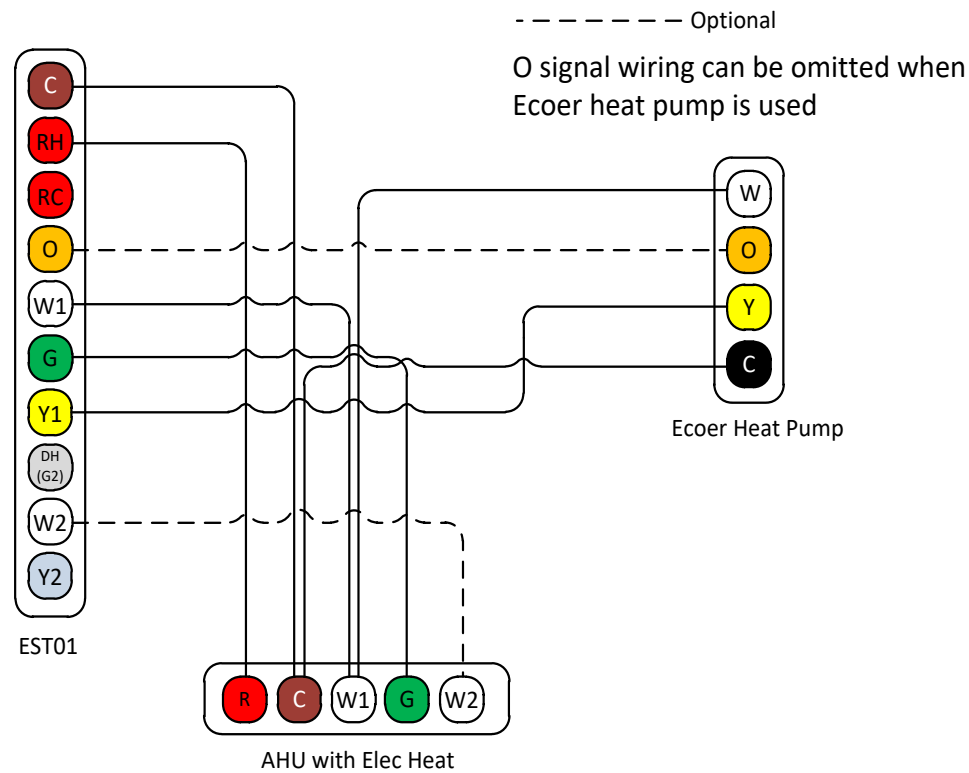 Optional
O signal wiring can be omitted when
Ecoer heat pump is used
C
RH
RC
O
W1
G
Y1
DH
(G2)
W2
Y2
EST01
W
O
Y
C
Ecoer Heat Pump
R C W1 G W2
AHU with Elec Heat